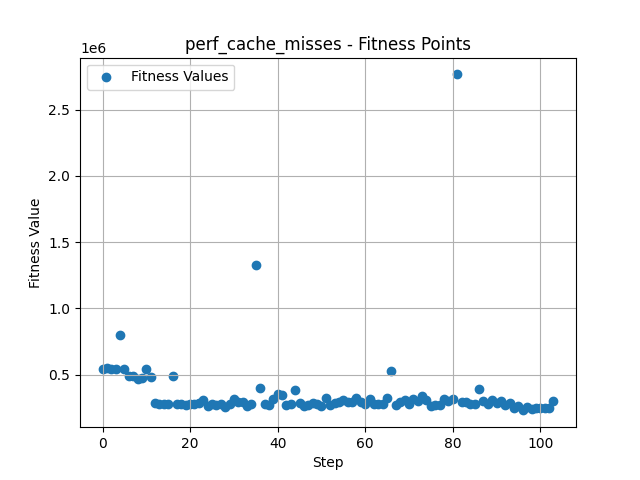 perf_cache_misses - Fitness Points
1e6
Fitness Values
2.5
2.0
1.5
1.0
0.5
Fitness Value
0 20 40 60 80 100
Step